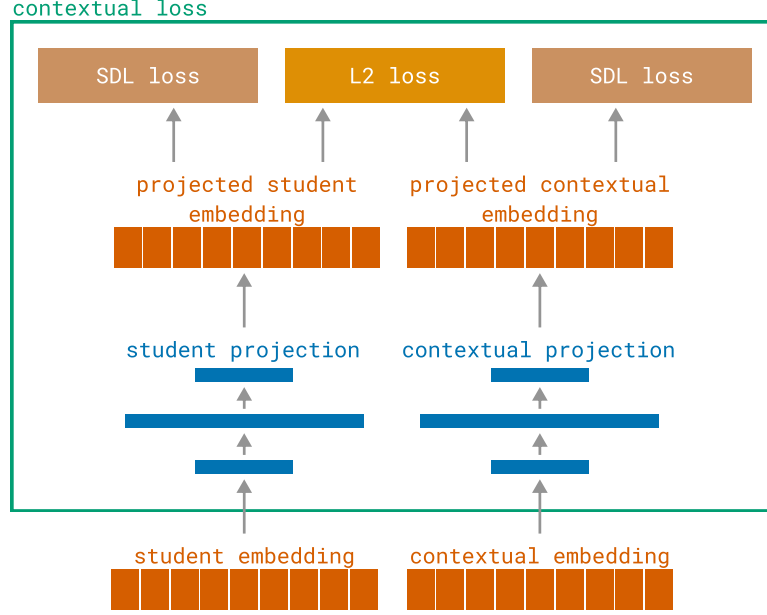 contextual loss
SDL loss
L2 loss
SDL loss
projected student
embedding
projected contextual
embedding
student projection
contextual projection
student embedding
contextual embedding